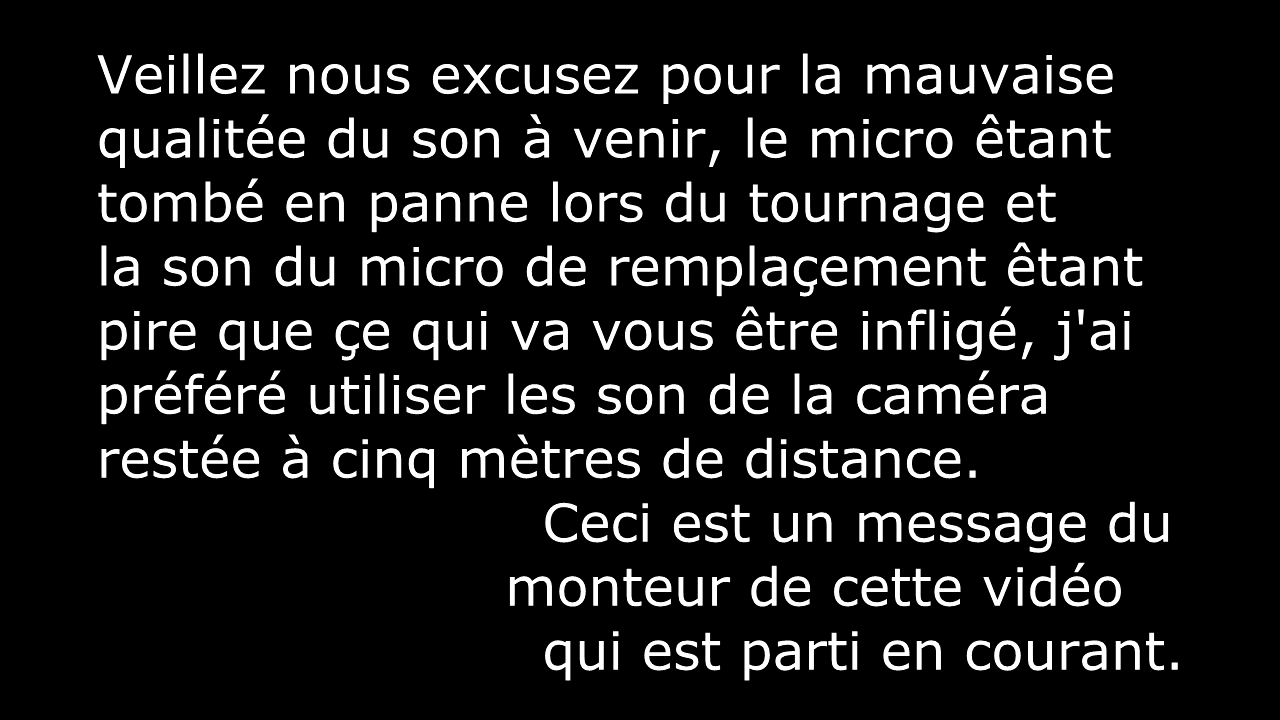 Veillez nous excusez pour la mauvaise
qualitée du son à venir, le micro êtant
tombé en panne lors du tournage et
la son du micro de remplaçement êtant
pire que çe qui va vous être infligé, j'ai
préféré utiliser les son de la caméra
restée à cinq mètres de distance.
Ceci est un message du
monteur de cette vidéo
qui est parti en courant.